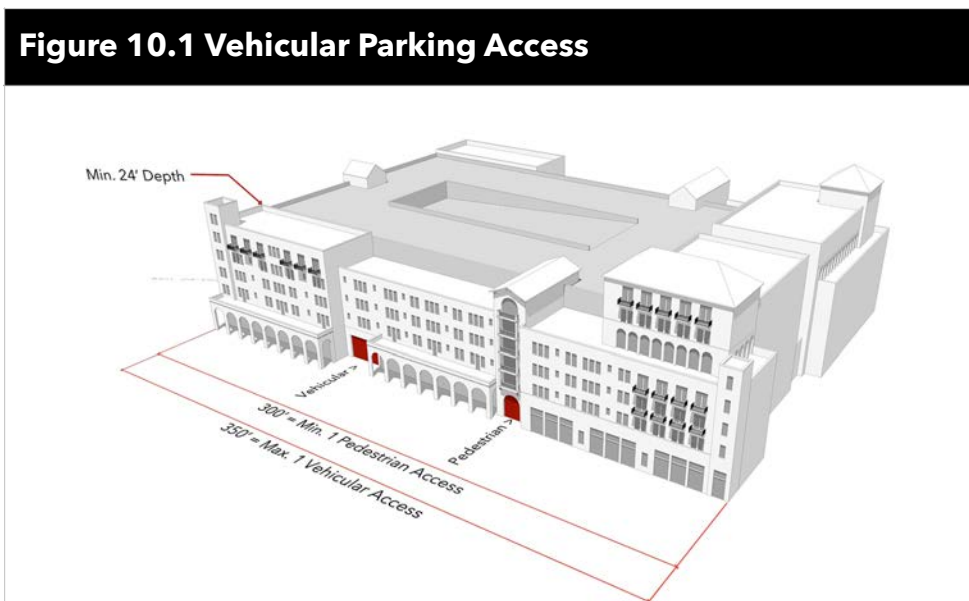 Figure 10.1 Vehicular Parking Access
Min. 24' Depth
Vehicular >
Pedestrian >
300' = Min. 1 Pedestrian Access
350' = Max. 1 Vehicular Access